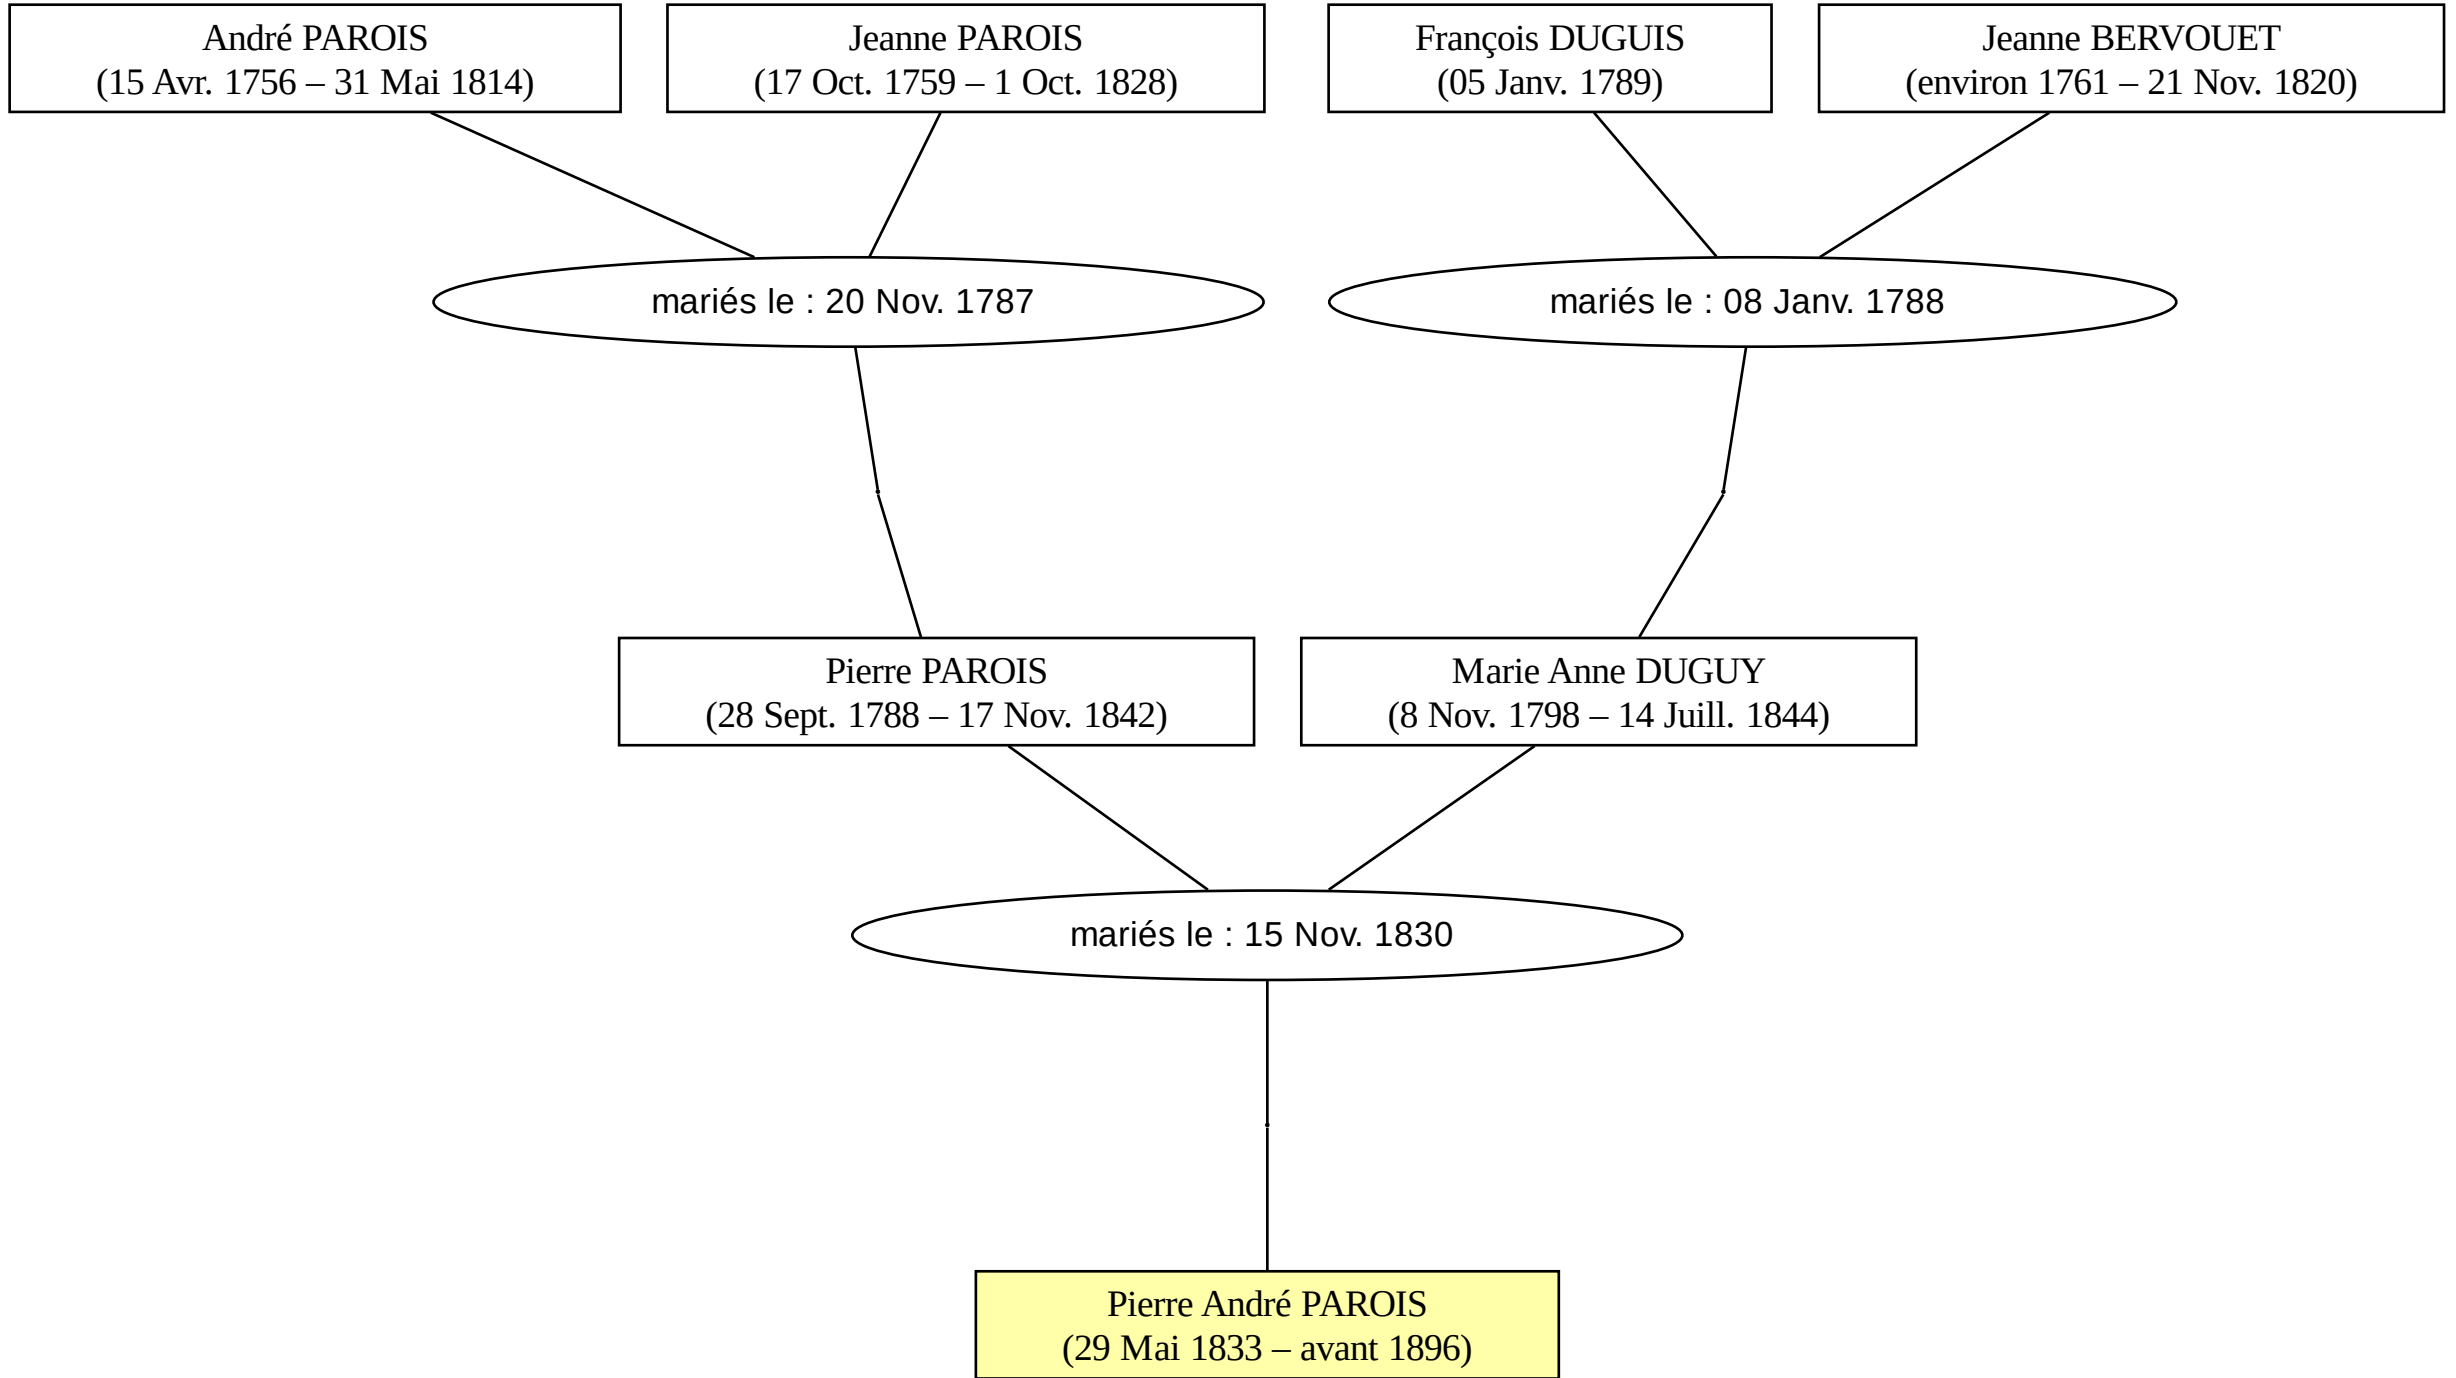 André PAROIS
(15 Avr. 1756 – 31 Mai 1814)
Jeanne PAROIS
(17 Oct. 1759 – 1 Oct. 1828)
François DUGUIS
(05 Janv. 1789)
Jeanne BERVOUET
(environ 1761 – 21 Nov. 1820)
mariés le : 20 Nov. 1787
mariés le : 08 Janv. 1788
Pierre PAROIS
(28 Sept. 1788 – 17 Nov. 1842)
Marie Anne DUGUY
(8 Nov. 1798 – 14 Juill. 1844)
mariés le : 15 Nov. 1830
Pierre André PAROIS
(29 Mai 1833 – avant 1896)